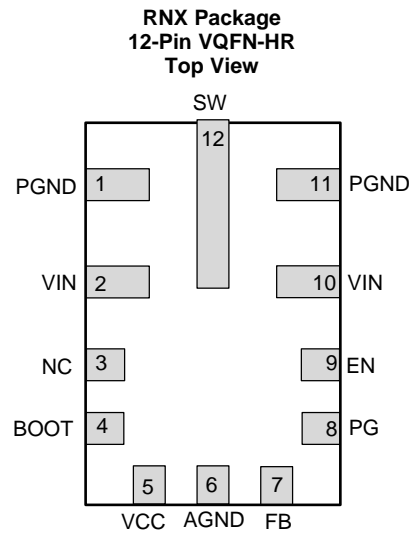 RNX Package
12-Pin VQFN-HR
Top View
SW
12
PGND 1
11 PGND
VIN 2
10 VIN
NC 3
9 EN
BOOT 4
8 PG
5 6 7
VCC AGND FB